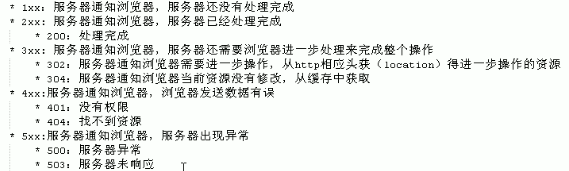 * 1xx: 服务器通知浏览器，服务器还没有处理完成
* 2xx: 服务器通知浏览器，服务器已经处理完成
* 200: 处理完成
* 3xx:服务器通知浏览器，服务器还需要浏览器进一步处理来完成整个操作
* 302: 服务器通知浏览器需要进一步操作，从http相应头获（location）得进一步操作的资源
* 304: 服务器通知浏览器当前资源没有修改，从缓存中获取
* 4xx:服务器通知浏览器，浏览器发送数据有误
* 401: 没有权限
* 404: 找不到资源
* 5xx:服务器通知浏览器，服务器出现异常
* 500: 服务器异常
* 503: 服务器未响应